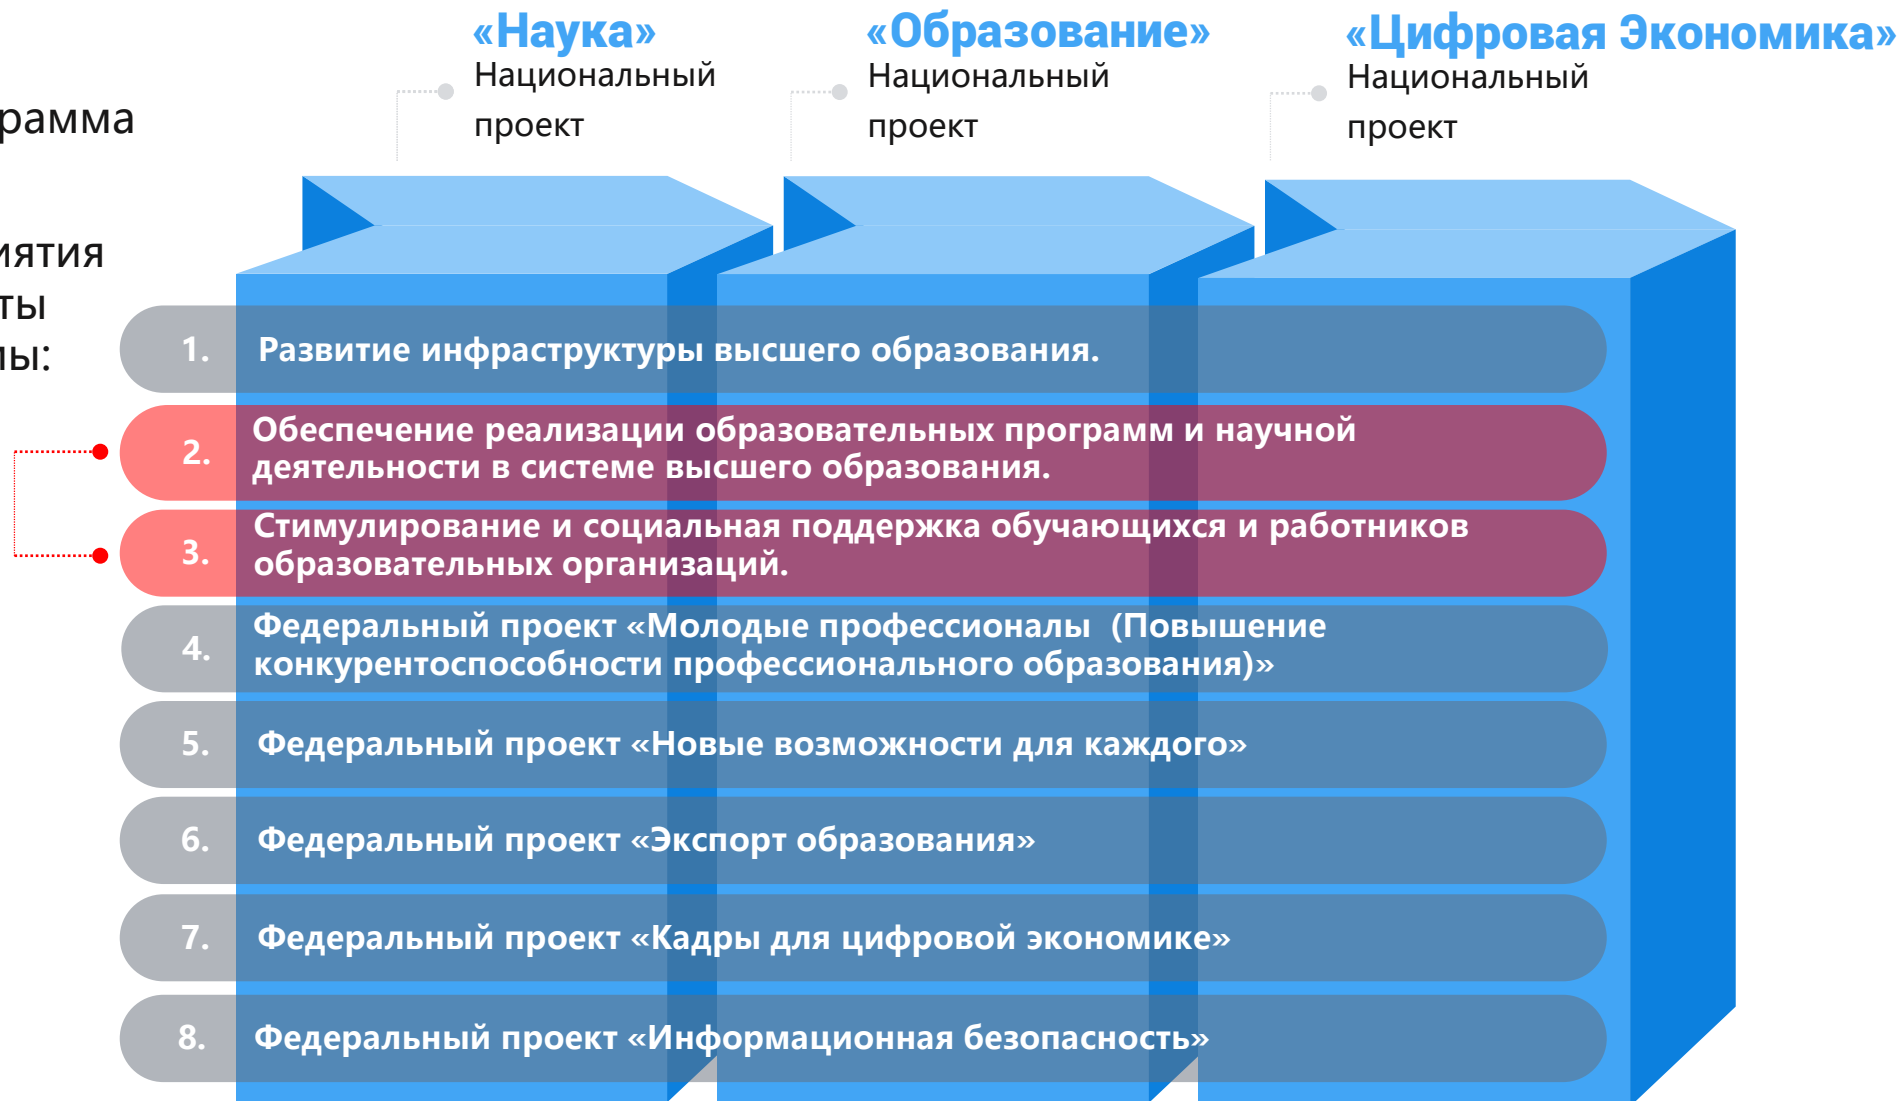 «Наука»
Национальный
проект
«Образование»
Национальный
проект
«Цифровая Экономика»
Национальный
проект
рамма
иятия
ты
ы:
1. Развитие инфраструктуры высшего образования.
2. Обеспечение реализации образовательных программ и научной
деятельности в системе высшего образования.
3. Стимулирование и социальная поддержка обучающихся и работников
образовательных организаций.
4. Федеральный проект «Молодые профессионалы (Повышение
конкурентоспособности профессионального образования)»
5. Федеральный проект «Новые возможности для каждого»
6. Федеральный проект «Экспорт образования»
7. Федеральный проект «Кадры для цифровой экономике»
8. Федеральный проект «Информационная безопасность»